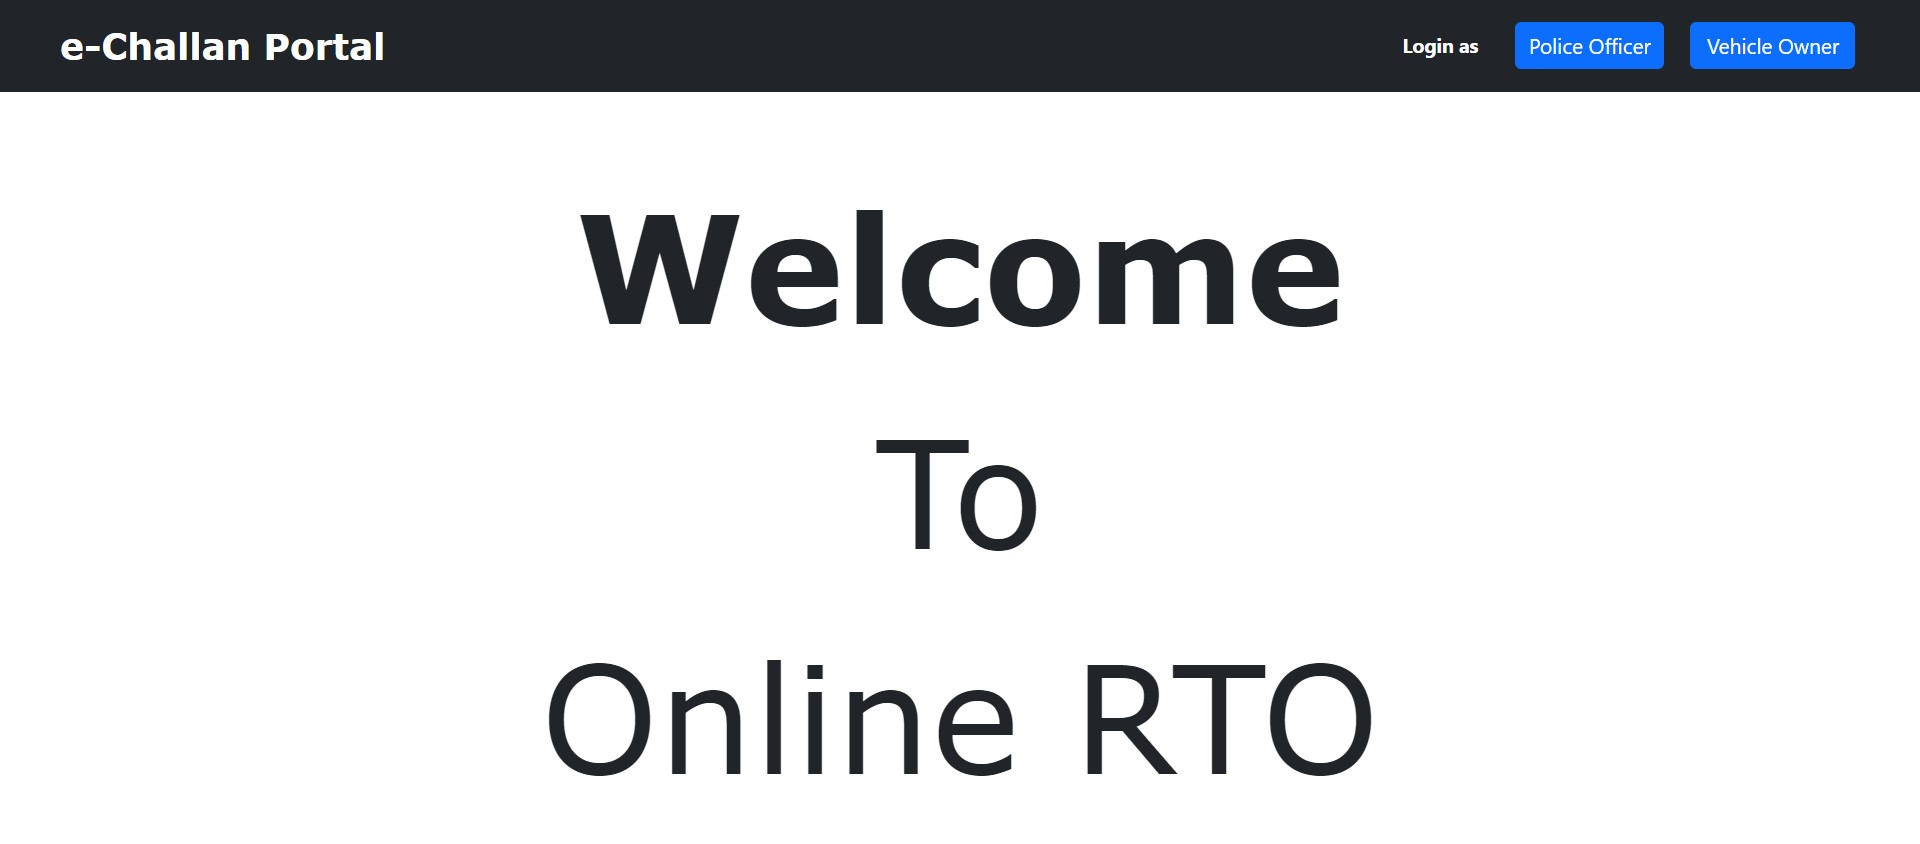 e-Challan Portal
Login as
Police Officer
Vehicle Owner
Welcome
To
Online RTO